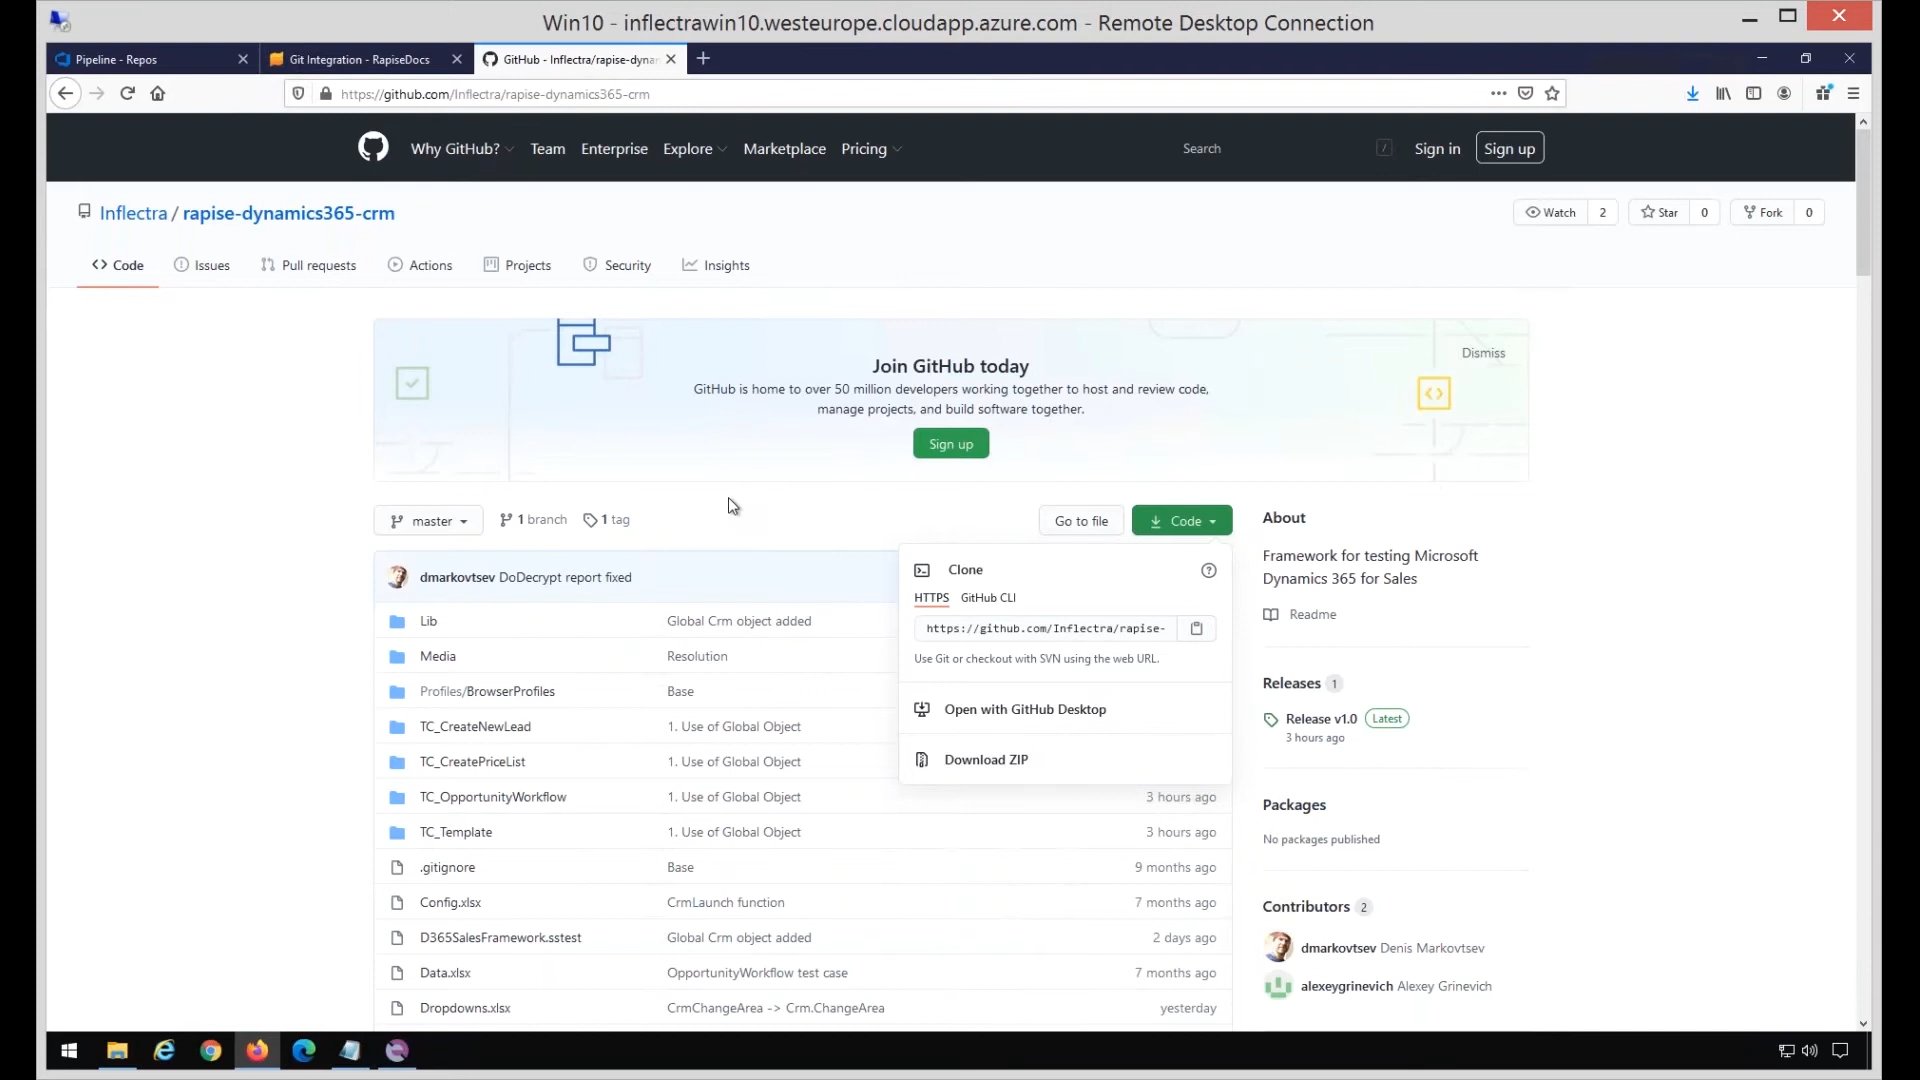 Win10 - inflectrawin10.westeurope.cloudapp.azure.com - Remote Desktop Connection
Pipeline - Repos
Git Integration - RapiseDocs
GitHub - Inflectra/rapise-dyna
https://github.com/Inflectra/rapise-dynamics365-crm
Why GitHub? Team Enterprise Explore Marketplace Pricing
Search /
Sign in
Sign up
Inflectra / rapise-dynamics365-crm
Watch 2
Star 0
Fork 0
Code
Issues
Pull requests
Actions
Projects
Security
Insights
Join GitHub today
Dismiss
GitHub is home to over 50 million developers working together to host and review code,
manage projects, and build software together.
Sign up
master
1 branch
1 tag
Go to file
Code
dmarkovtsev DoDecrypt report fixed
Lib Global Crm object added
Media Resolution
Profiles/BrowserProfiles Base
TC_CreateNewLead 1. Use of Global Object
TC_CreatePriceList 1. Use of Global Object
TC_OpportunityWorkflow 1. Use of Global Object 3 hours ago
TC_Template 1. Use of Global Object 3 hours ago
.gitignore Base 9 months ago
Config.xlsx CrmLaunch function 7 months ago
D365SalesFramework.sstest Global Crm object added 2 days ago
Data.xlsx OpportunityWorkflow test case 7 months ago
Dropdowns.xlsx CrmChangeArea -> Crm.ChangeArea yesterday
Clone
HTTPS GitHub CLI
https://github.com/Inflectra/rapise-
Use Git or checkout with SVN using the web URL.
Open with GitHub Desktop
Download ZIP
About
Framework for testing Microsoft
Dynamics 365 for Sales
Readme
Releases 1
Release v1.0 Latest
3 hours ago
Packages
No packages published
Contributors 2
dmarkovtsev Denis Markovtsev
alexeygrinevich Alexey Grinevich